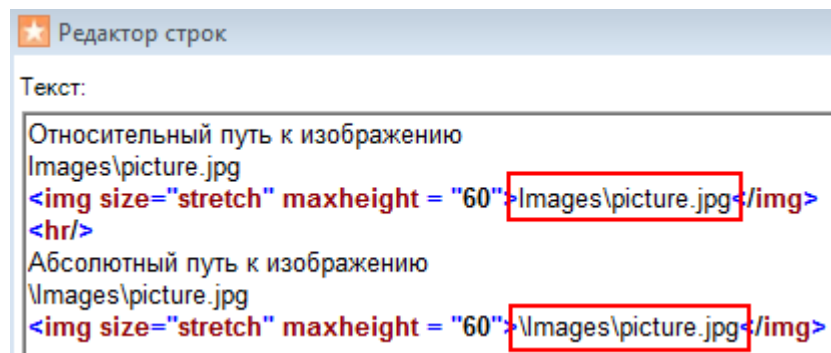 Редактор строк
Текст:
Относительный путь к изображению
Images\picture.jpg
<img size="stretch" maxheight = "60">Images\picture.jpg</img>
<hr/>
Абсолютный путь к изображению
\Images\picture.jpg
<img size="stretch" maxheight = "60">\Images\picture.jpg</img>